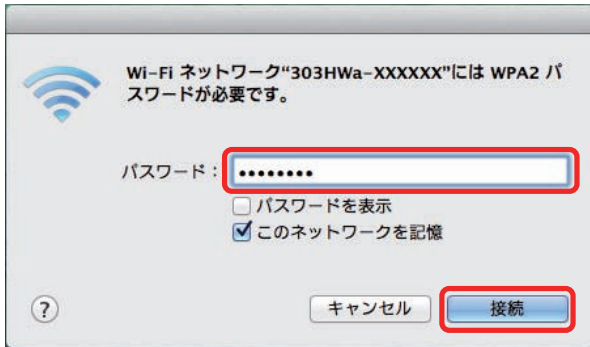 Wi-Fi ネットワーク“303HWa-XXXXXX”には WPA2 パ
スワードが必要です。
パスワード：••••••••
パスワードを表示
このネットワークを記憶
?
キャンセル
接続